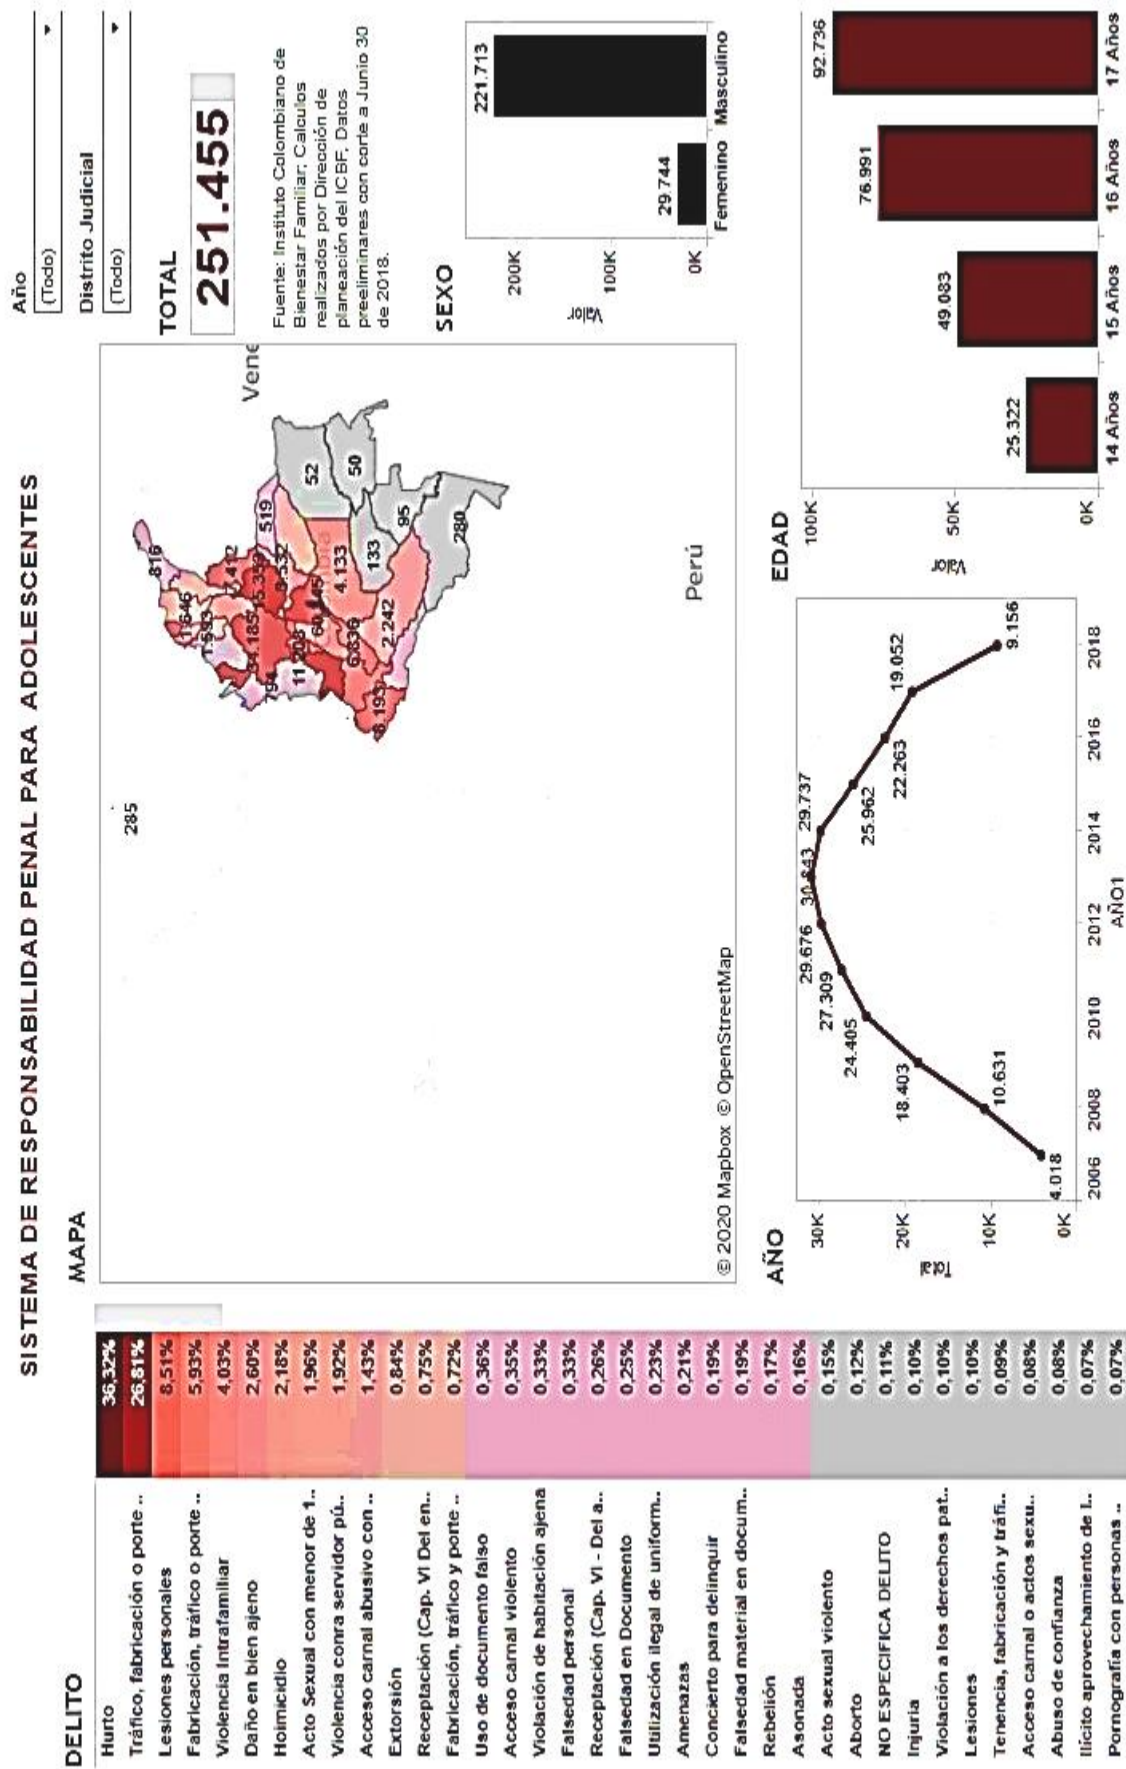 SISTEMA DE RESPONSABILIDAD PENAL PARA ADOLESCENTES
DELITO
Hurto 36,32%
Tráfico, fabricación o porte .. 26,81%
Lesiones personales 8,51%
Fabricación, tráfico o porte .. 5,93%
Violencia Intrafamiliar 4,03%
Daño en bien ajeno 2,60%
Hoimicidio 2,18%
Acto Sexual con menor de 1.. 1,96%
Violencia conra servidor pú.. 1,92%
Acceso carnal abusivo con .. 1,43%
Extorsión 0,84%
Receptación (Cap. VI Del en.. 0,75%
Fabricación, tráfico y porte .. 0,72%
Uso de documento falso 0,36%
Acceso carnal violento 0,35%
Violación de habitación ajena 0,33%
Falsedad personal 0,33%
Receptación (Cap. VI - Del a.. 0,26%
Falsedad en Documento 0,25%
Utilización ilegal de uniform.. 0,23%
Amenazas 0,21%
Concierto para delinquir 0,19%
Falsedad material en docum.. 0,19%
Rebelión 0,17%
Asonada 0,16%
Acto sexual violento 0,15%
Aborto 0,12%
NO ESPECIFICA DELITO 0,11%
Injuria 0,10%
Violación a los derechos pat.. 0,10%
Lesiones 0,10%
Tenencia, fabricación y tráfi.. 0,09%
Acceso carnal o actos sexu.. 0,08%
Abuso de confianza 0,08%
Ilícito aprovechamiento de l.. 0,07%
Pornografía con personas .. 0,07%
MAPA
285
816
1.646
1.593
519
Vene
34.185
794
11.208
4.133
52
50
133
95
6.836
2.242
280
8.193
Perú
© 2020 Mapbox © OpenStreetMap
Año
(Todo)
Distrito Judicial
(Todo)
TOTAL
251.455
Fuente: Instituto Colombiano de
Bienestar Familiar; Calculos
realizados por Dirección de
planeación del ICBF, Datos
preeliminares con corte a Junio 30
de 2018.
SEXO
Valor
200K
100K
0K
29.744
221.713
Femenino Masculino
AÑO
Total
30K
20K
10K
0K
4.018
10.631
18.403
24.405
27.309
29.676
30.843
29.737
25.962
22.263
19.052
9.156
2006 2008 2010 2012 2014 2016 2018
AÑO1
EDAD
Valor
100K
50K
0K
25.322
49.083
76.991
92.736
14 Años 15 Años 16 Años 17 Años